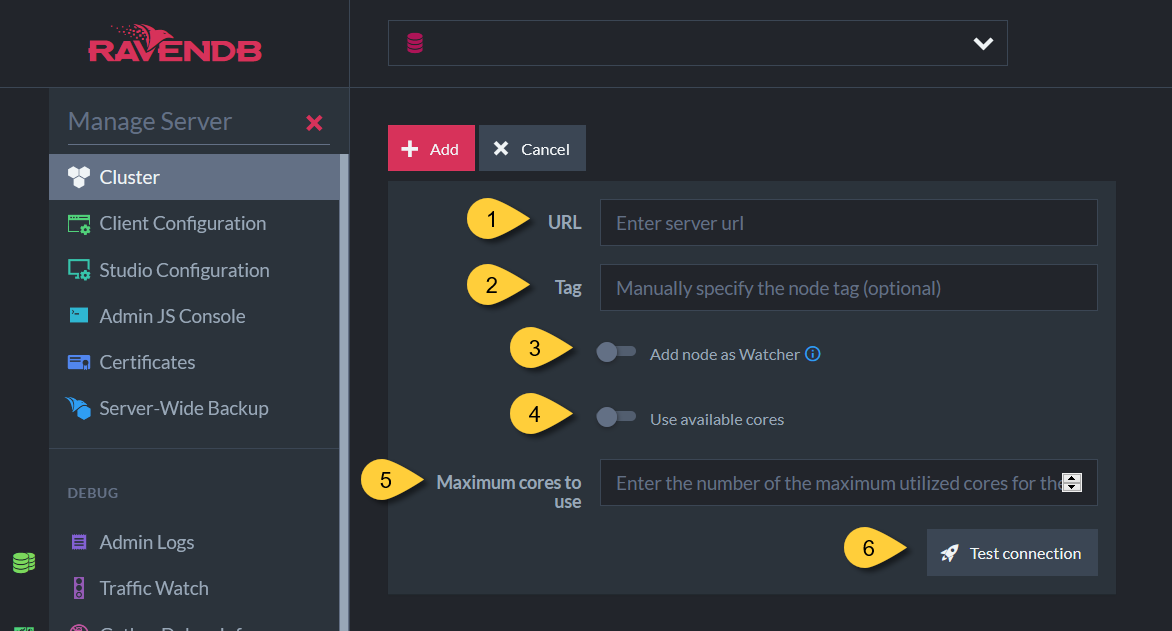 RAVENDB
Manage Server
Cluster
Client Configuration
Studio Configuration
Admin JS Console
Certificates
Server-Wide Backup
DEBUG
Admin Logs
Traffic Watch
Add
Cancel
1 URL Enter server url
2 Tag Manually specify the node tag (optional)
3 Add node as Watcher
4 Use available cores
5 Maximum cores to
use
Enter the number of the maximum utilized cores for the
6 Test connection